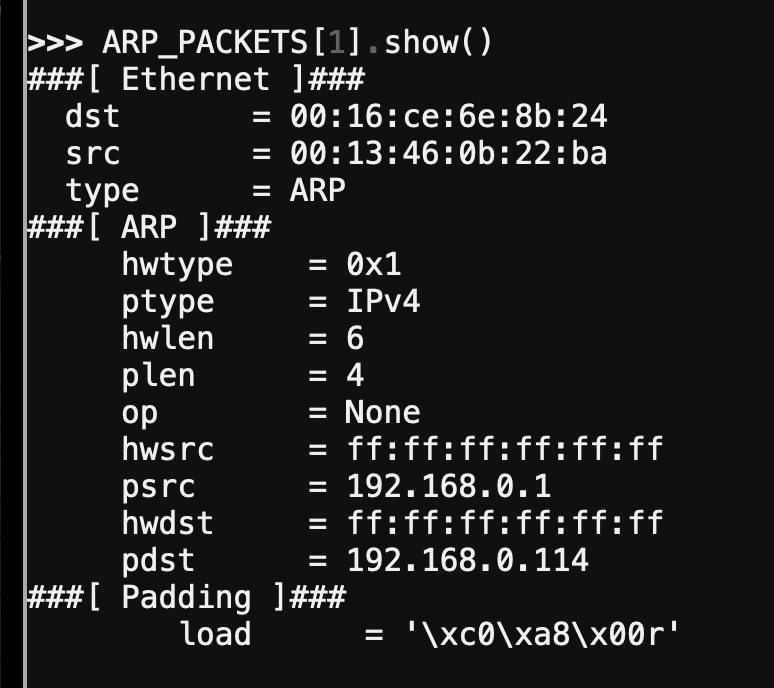 >>> ARP_PACKETS[1].show()
###[ Ethernet ]###
  dst       = 00:16:ce:6e:8b:24
  src       = 00:13:46:0b:22:ba
  type      = ARP
###[ ARP ]###
     hwtype    = 0x1
     ptype     = IPv4
     hwlen     = 6
     plen      = 4
     op        = None
     hwsrc     = ff:ff:ff:ff:ff:ff
     psrc      = 192.168.0.1
     hwdst     = ff:ff:ff:ff:ff:ff
     pdst      = 192.168.0.114
###[ Padding ]###
        load      = '\xc0\xa8\x00r'